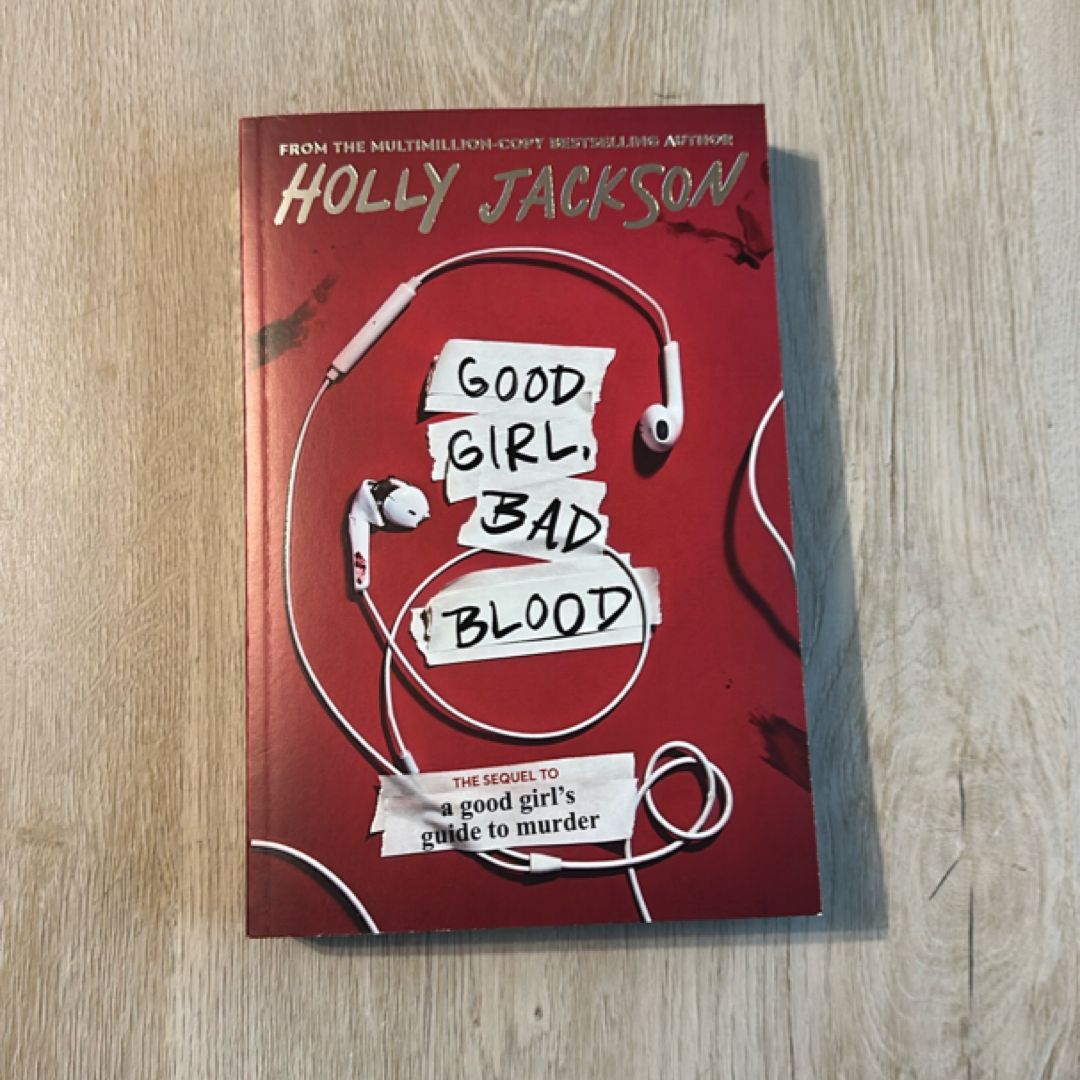 FROM THE MULTIMILLION-COPY BESTSELLING AUTHOR
HOLLY JACKSON
GOOD
GIRL,
BAD
BLOOD
THE SEQUEL TO
a good girl's
guide to murder